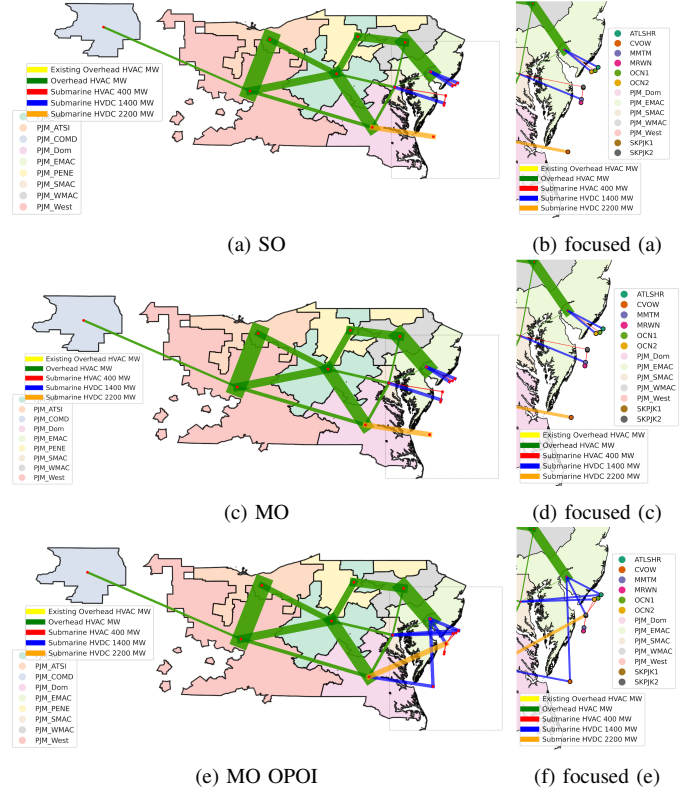 Existing Overhead HVAC MW
Overhead HVAC MW
Submarine HVAC 400 MW
Submarine HVDC 1400 MW
Submarine HVDC 2200 MW
PJM_ATSI
PJM_COMD
PJM_Dom
PJM_EMAC
PJM_PENE
PJM_SMAC
PJM_WMAC
PJM_West
(a) SO
ATLSHR
CVOW
MMTM
MRWN
OCN1
OCN2
PJM_Dom
PJM_EMAC
PJM_SMAC
PJM_WMAC
PJM_West
SKPJK1
SKPJK2
Existing Overhead HVAC MW
Overhead HVAC MW
Submarine HVAC 400 MW
Submarine HVDC 1400 MW
Submarine HVDC 2200 MW
(b) focused (a)
Existing Overhead HVAC MW
Overhead HVAC MW
Submarine HVAC 400 MW
Submarine HVDC 1400 MW
Submarine HVDC 2200 MW
PJM_ATSI
PJM_COMD
PJM_Dom
PJM_EMAC
PJM_PENE
PJM_SMAC
PJM_WMAC
PJM_West
(c) MO
ATLSHR
CVOW
MMTM
MRWN
OCN1
OCN2
PJM_Dom
PJM_EMAC
PJM_SMAC
PJM_WMAC
PJM_West
SKPJK1
SKPJK2
Existing Overhead HVAC MW
Overhead HVAC MW
Submarine HVAC 400 MW
Submarine HVDC 1400 MW
Submarine HVDC 2200 MW
(d) focused (c)
Existing Overhead HVAC MW
Overhead HVAC MW
Submarine HVAC 400 MW
Submarine HVDC 1400 MW
Submarine HVDC 2200 MW
PJM_ATSI
PJM_COMD
PJM_Dom
PJM_EMAC
PJM_PENE
PJM_SMAC
PJM_WMAC
PJM_West
(e) MO OPOI
ATLSHR
CVOW
MMTM
MRWN
OCN1
OCN2
PJM_Dom
PJM_EMAC
PJM_SMAC
PJM_WMAC
PJM_West
SKPJK1
SKPJK2
Existing Overhead HVAC MW
Overhead HVAC MW
Submarine HVAC 400 MW
Submarine HVDC 1400 MW
Submarine HVDC 2200 MW
(f) focused (e)